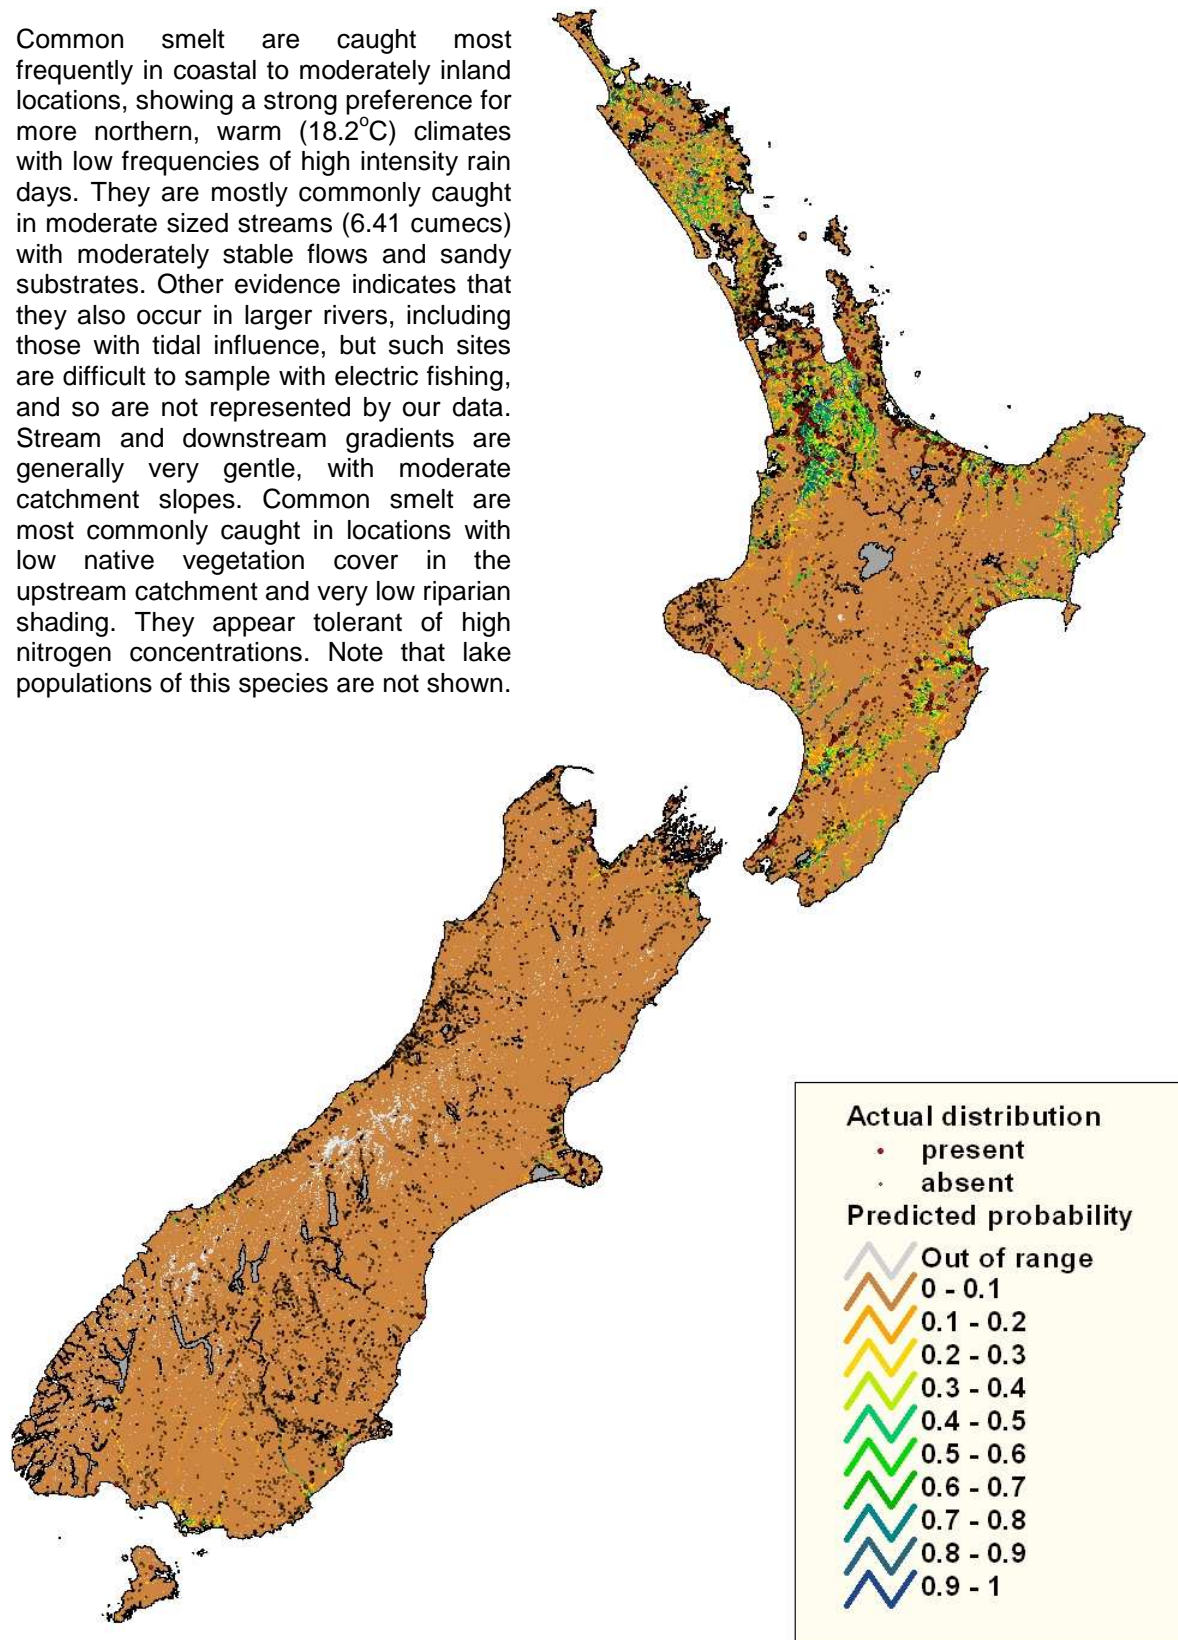 Common smelt are caught most
frequently in coastal to moderately inland
locations, showing a strong preference for
more northern, warm (18.2°C) climates
with low frequencies of high intensity rain
days. They are mostly commonly caught
in moderate sized streams (6.41 cumecs)
with moderately stable flows and sandy
substrates. Other evidence indicates that
they also occur in larger rivers, including
those with tidal influence, but such sites
are difficult to sample with electric fishing,
and so are not represented by our data.
Stream and downstream gradients are
generally very gentle, with moderate
catchment slopes. Common smelt are
most commonly caught in locations with
low native vegetation cover in the
upstream catchment and very low riparian
shading. They appear tolerant of high
nitrogen concentrations. Note that lake
populations of this species are not shown.
Actual distribution
present
absent
Predicted probability
Out of range
0 - 0.1
0.1 - 0.2
0.2 - 0.3
0.3 - 0.4
0.4 - 0.5
0.5 - 0.6
0.6 - 0.7
0.7 - 0.8
0.8 - 0.9
0.9 - 1